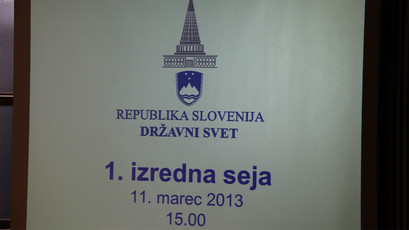 REPUBLIKA SLOVENIJA
DRŽAVNI SVET
1. izredna seja
11. marec 2013
15.00